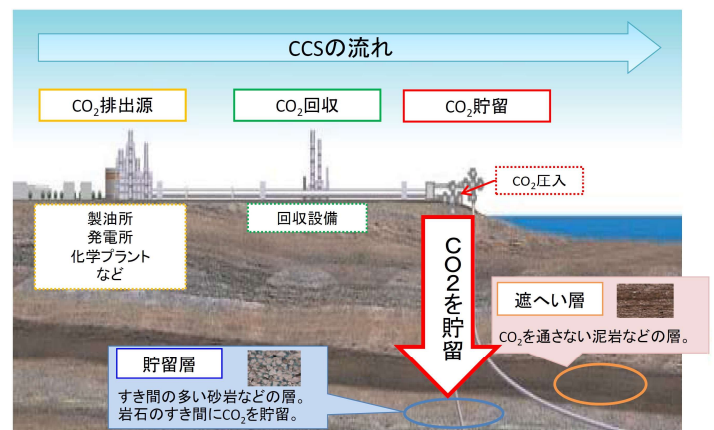 CCSの流れ
CO₂排出源
CO₂回収
CO₂貯留
CO₂圧入
製油所
発電所
化学プラント
など
回収設備
CO2を貯留
遮へい層
CO₂を通さない泥岩などの層。
貯留層
すき間の多い砂岩などの層。
岩石のすき間にCO₂を貯留。